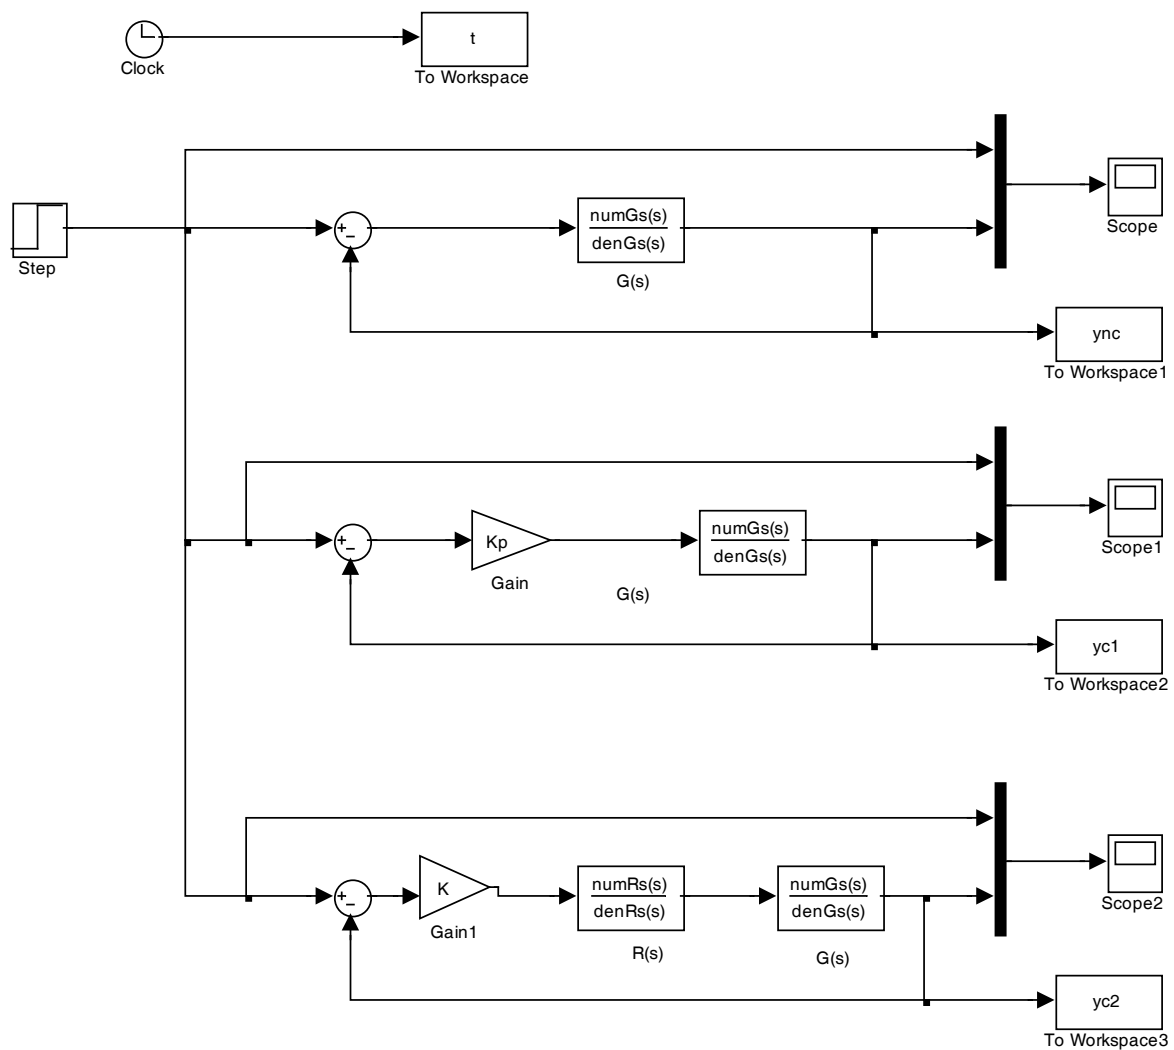 t
Clock
To Workspace
Step
+
−
numGs(s)
denGs(s)
G(s)
Scope
ync
To Workspace1
+
−
Kp
Gain
numGs(s)
denGs(s)
G(s)
Scope1
yc1
To Workspace2
+
−
K
Gain1
numRs(s)
denRs(s)
R(s)
numGs(s)
denGs(s)
G(s)
Scope2
yc2
To Workspace3